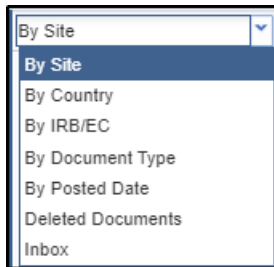 By Site
By Site
By Country
By IRB/EC
By Document Type
By Posted Date
Deleted Documents
Inbox